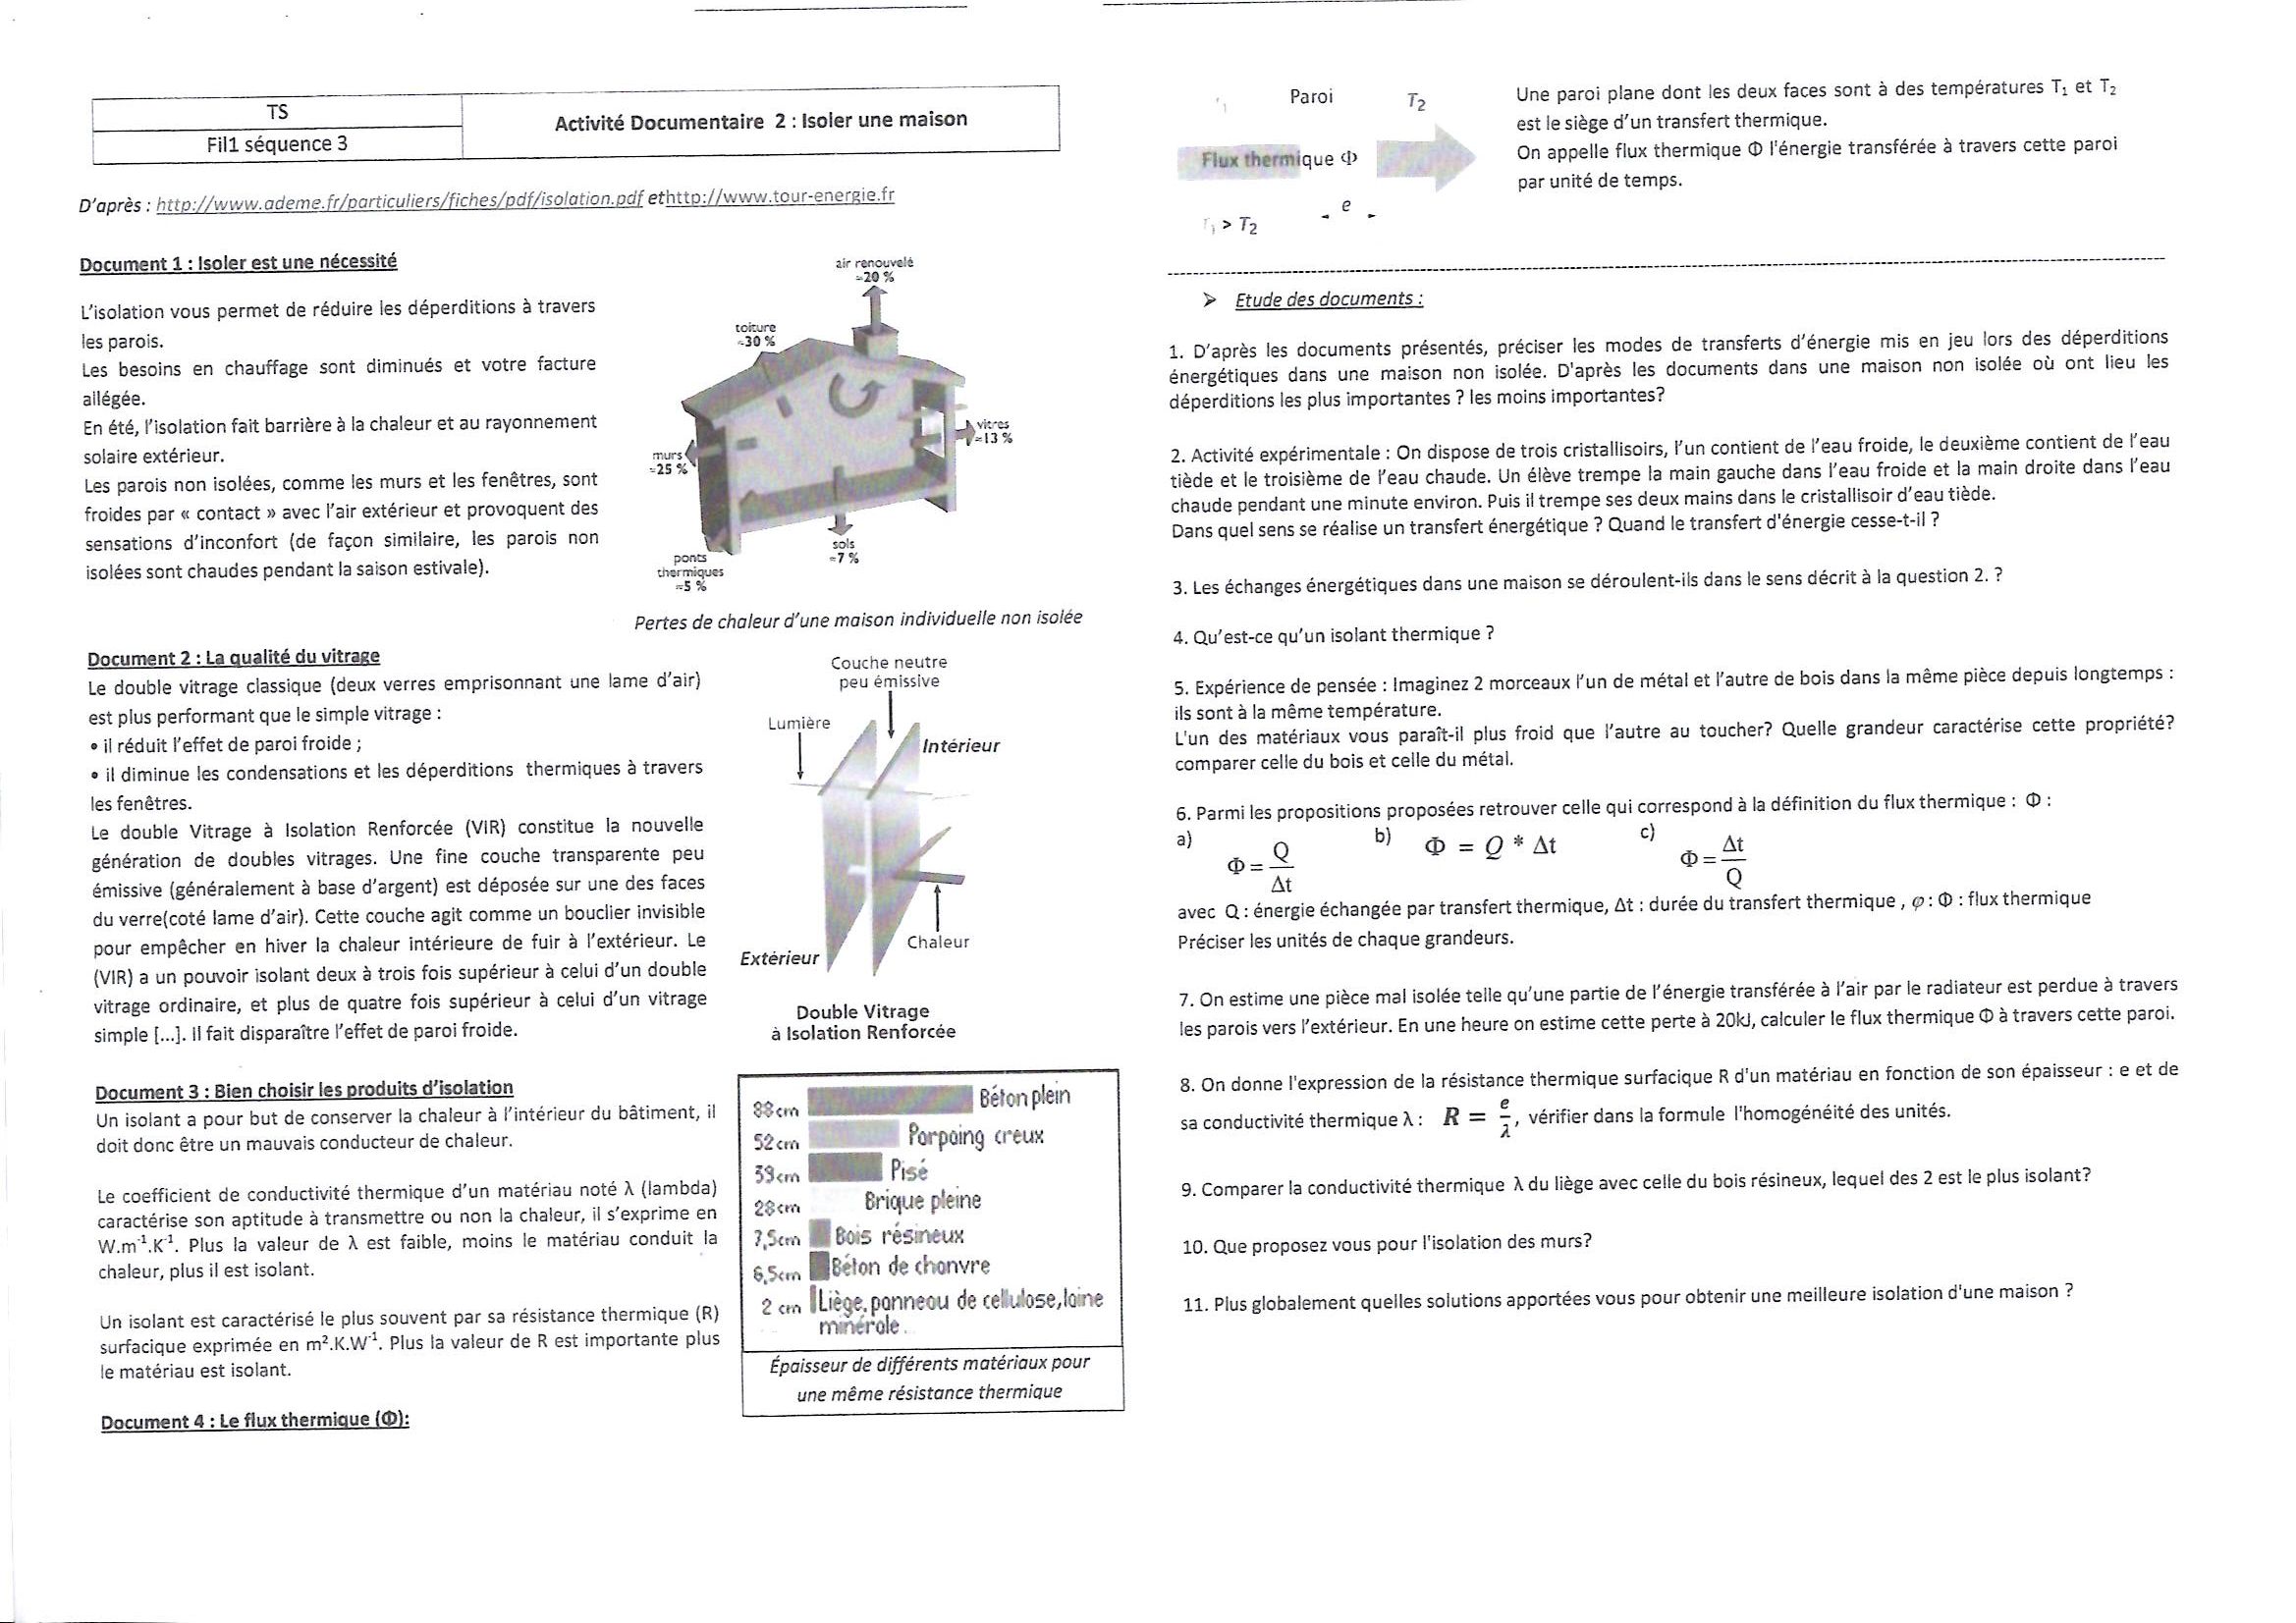 TS
Fil1 séquence 3
Activité Documentaire 2 : Isoler une maison
D'après : http://www.ademe.fr/particuliers/fiches/pdf/isolation.pdf ethttp://www.tour-energie.fr
Document 1 : Isoler est une nécessité
L'isolation vous permet de réduire les déperditions à travers
les parois.
Les besoins en chauffage sont diminués et votre facture
allégée.
En été, l'isolation fait barrière à la chaleur et au rayonnement
solaire extérieur.
Les parois non isolées, comme les murs et les fenêtres, sont
froides par « contact » avec l'air extérieur et provoquent des
sensations d'inconfort (de façon similaire, les parois non
isolées sont chaudes pendant la saison estivale).
air renouvelé
≈20 %
toiture
≈30 %
vitres
≈13 %
murs
≈25 %
sols
≈7 %
ponts
thermiques
≈5 %
Pertes de chaleur d'une maison individuelle non isolée
Document 2 : La qualité du vitrage
Le double vitrage classique (deux verres emprisonnant une lame d'air)
est plus performant que le simple vitrage :
• il réduit l'effet de paroi froide ;
• il diminue les condensations et les déperditions thermiques à travers
les fenêtres.
Le double Vitrage à Isolation Renforcée (VIR) constitue la nouvelle
génération de doubles vitrages. Une fine couche transparente peu
émissive (généralement à base d'argent) est déposée sur une des faces
du verre(coté lame d'air). Cette couche agit comme un bouclier invisible
pour empêcher en hiver la chaleur intérieure de fuir à l'extérieur. Le
(VIR) a un pouvoir isolant deux à trois fois supérieur à celui d'un double
vitrage ordinaire, et plus de quatre fois supérieur à celui d'un vitrage
simple [...]. Il fait disparaître l'effet de paroi froide.
Couche neutre
peu émissive
Lumière
Intérieur
Chaleur
Extérieur
Double Vitrage
à Isolation Renforcée
Document 3 : Bien choisir les produits d'isolation
Un isolant a pour but de conserver la chaleur à l'intérieur du bâtiment, il
doit donc être un mauvais conducteur de chaleur.
Le coefficient de conductivité thermique d'un matériau noté λ (lambda)
caractérise son aptitude à transmettre ou non la chaleur, il s'exprime en
W.m⁻¹.K⁻¹. Plus la valeur de λ est faible, moins le matériau conduit la
chaleur, plus il est isolant.
Un isolant est caractérisé le plus souvent par sa résistance thermique (R)
surfacique exprimée en m².K.W⁻¹. Plus la valeur de R est importante plus
le matériau est isolant.
88cm Béton plein
52cm Parpaing creux
39cm Pisé
28cm Brique pleine
7,5cm Bois résineux
6,5cm Béton de chanvre
2 cm Liège, panneau de cellulose, laine
minérale.
Épaisseur de différents matériaux pour
une même résistance thermique
Document 4 : Le flux thermique (Φ):
T₁ Paroi T₂
Flux thermique Φ
e
T₁ > T₂
Une paroi plane dont les deux faces sont à des températures T₁ et T₂
est le siège d'un transfert thermique.
On appelle flux thermique Φ l'énergie transférée à travers cette paroi
par unité de temps.
➢ Etude des documents :
1. D'après les documents présentés, préciser les modes de transferts d'énergie mis en jeu lors des déperditions
énergétiques dans une maison non isolée. D'après les documents dans une maison non isolée où ont lieu les
déperditions les plus importantes ? les moins importantes?
2. Activité expérimentale : On dispose de trois cristallisoirs, l'un contient de l'eau froide, le deuxième contient de l'eau
tiède et le troisième de l'eau chaude. Un élève trempe la main gauche dans l'eau froide et la main droite dans l'eau
chaude pendant une minute environ. Puis il trempe ses deux mains dans le cristallisoir d'eau tiède.
Dans quel sens se réalise un transfert énergétique ? Quand le transfert d'énergie cesse-t-il ?
3. Les échanges énergétiques dans une maison se déroulent-ils dans le sens décrit à la question 2. ?
4. Qu'est-ce qu'un isolant thermique ?
5. Expérience de pensée : Imaginez 2 morceaux l'un de métal et l'autre de bois dans la même pièce depuis longtemps :
ils sont à la même température.
L'un des matériaux vous paraît-il plus froid que l'autre au toucher? Quelle grandeur caractérise cette propriété?
comparer celle du bois et celle du métal.
6. Parmi les propositions proposées retrouver celle qui correspond à la définition du flux thermique : Φ :
a) Φ = Q/Δt b) Φ = Q * Δt c) Φ = Δt/Q
avec Q : énergie échangée par transfert thermique, Δt : durée du transfert thermique , φ : Φ : flux thermique
Préciser les unités de chaque grandeurs.
7. On estime une pièce mal isolée telle qu'une partie de l'énergie transférée à l'air par le radiateur est perdue à travers
les parois vers l'extérieur. En une heure on estime cette perte à 20kJ, calculer le flux thermique Φ à travers cette paroi.
8. On donne l'expression de la résistance thermique surfacique R d'un matériau en fonction de son épaisseur : e et de
sa conductivité thermique λ : R = e/λ, vérifier dans la formule l'homogénéité des unités.
9. Comparer la conductivité thermique λ du liège avec celle du bois résineux, lequel des 2 est le plus isolant?
10. Que proposez vous pour l'isolation des murs?
11. Plus globalement quelles solutions apportées vous pour obtenir une meilleure isolation d'une maison ?